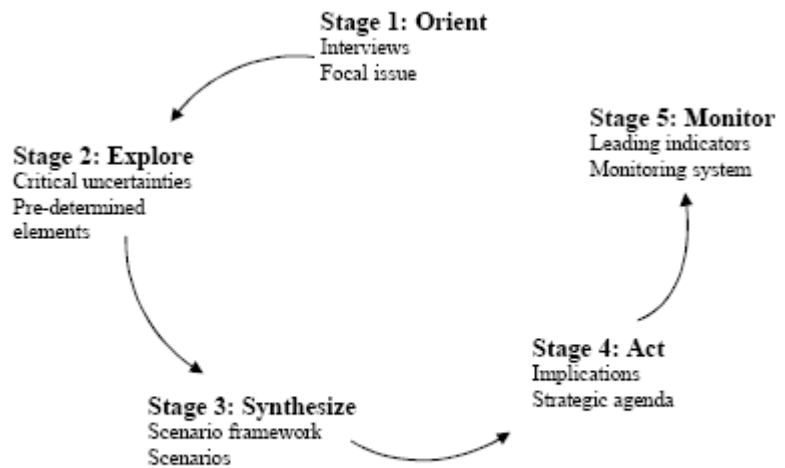 Stage 1: Orient
Interviews
Focal issue
Stage 2: Explore
Critical uncertainties
Pre-determined
elements
Stage 3: Synthesize
Scenario framework
Scenarios
Stage 4: Act
Implications
Strategic agenda
Stage 5: Monitor
Leading indicators
Monitoring system